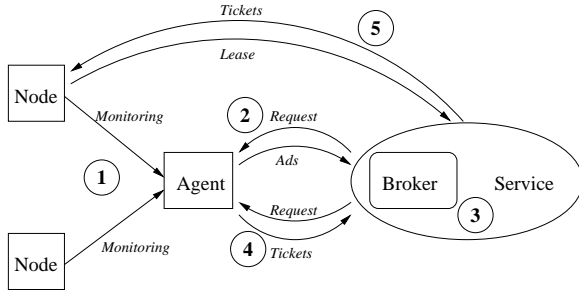 Tickets
5
Lease
Node
Monitoring
2
Request
Ads
1
Agent
Broker
Service
Request
3
Monitoring
4
Tickets
Node